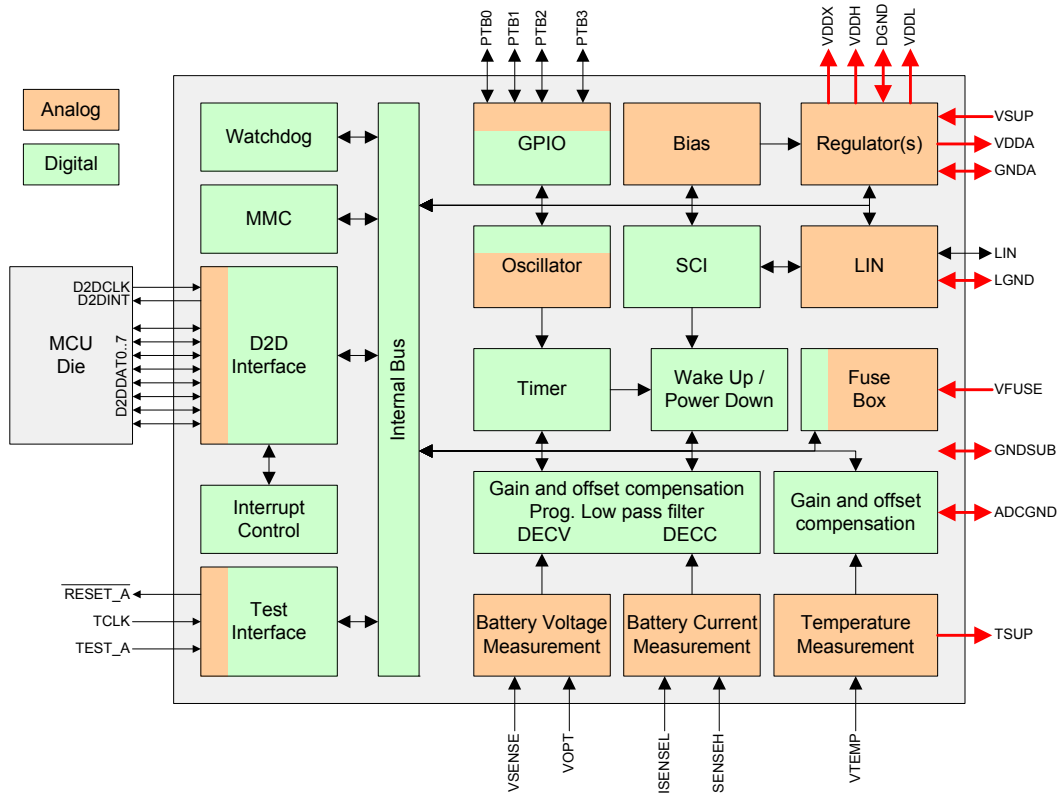 PTB0
PTB1
PTB2
PTB3
VDDX
VDDH
DGND
VDDL
Analog
Digital
Watchdog
GPIO
Bias
Regulator(s)
VSUP
VDDA
GNDA
MMC
Oscillator
SCI
LIN
LIN
LGND
MCU
Die
D2DCLK
D2DINT
D2DDAT0..7
D2D
Interface
Internal Bus
Timer
Wake Up /
Power Down
Fuse
Box
VFUSE
GNDSUB
Interrupt
Control
Gain and offset compensation
Prog. Low pass filter
DECV
DECC
Gain and offset
compensation
ADCGND
RESET_A
TCLK
TEST_A
Test
Interface
Battery Voltage
Measurement
Battery Current
Measurement
Temperature
Measurement
TSUP
VSENSE
VOPT
ISENSEL
SENSEH
VTEMP